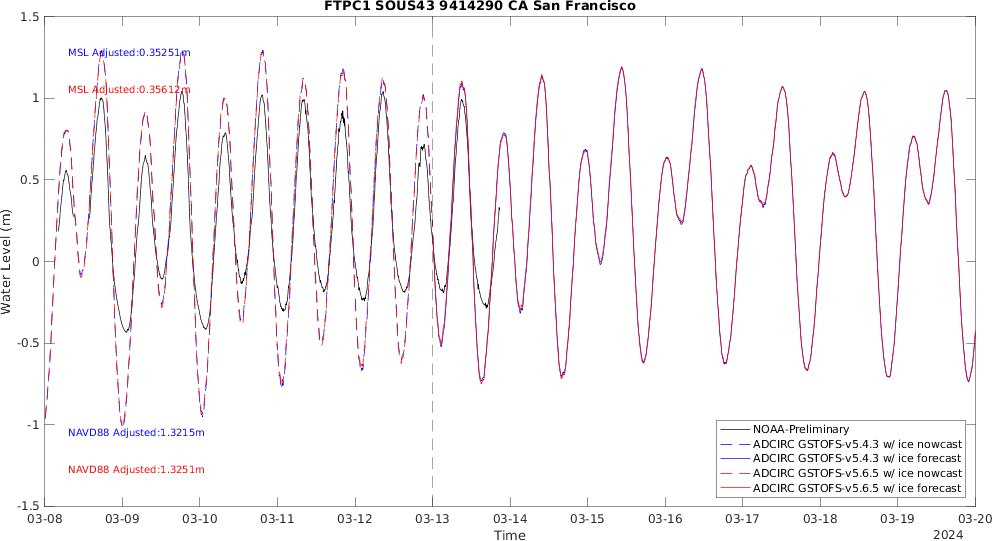 FTPC1 SOUS43 9414290 CA San Francisco
1.5
1
0.5
0
-0.5
-1
-1.5
Water Level (m)
MSL Adjusted:0.35251m
MSL Adjusted:0.35612m
NAVD88 Adjusted:1.3215m
NAVD88 Adjusted:1.3251m
NOAA-Preliminary
ADCIRC GSTOFS-v5.4.3 w/ ice nowcast
ADCIRC GSTOFS-v5.4.3 w/ ice forecast
ADCIRC GSTOFS-v5.6.5 w/ ice nowcast
ADCIRC GSTOFS-v5.6.5 w/ ice forecast
03-08 03-09 03-10 03-11 03-12 03-13 03-14 03-15 03-16 03-17 03-18 03-19 03-20
Time
2024